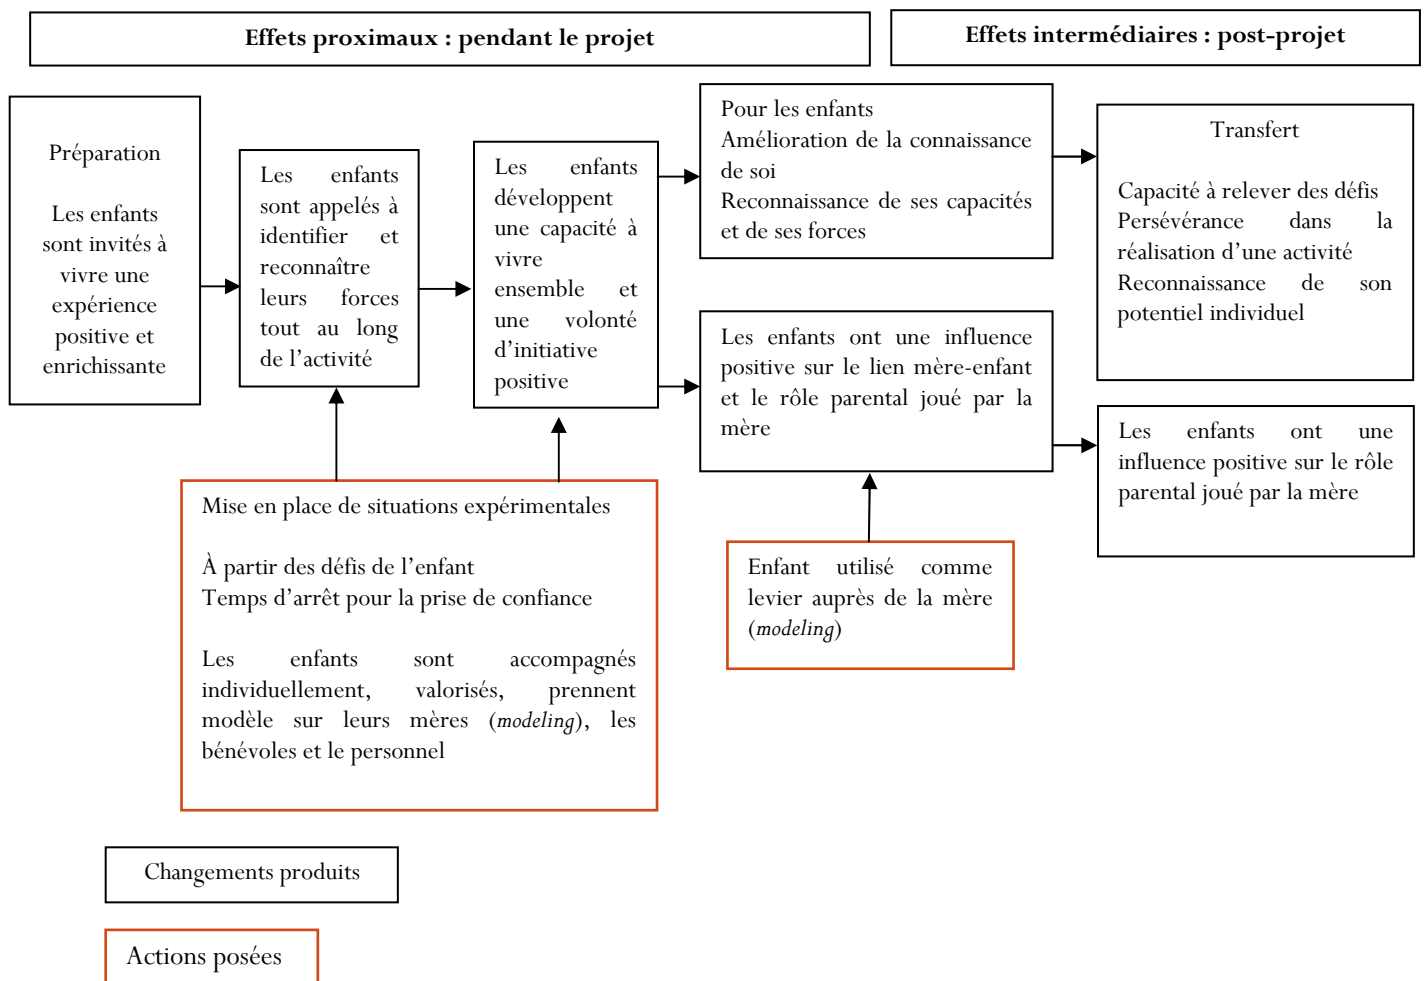 Effets proximaux : pendant le projet
Effets intermédiaires : post-projet
Préparation
Les enfants
sont invités à
vivre une
expérience
positive et
enrichissante
Les enfants
sont appelés à
identifier et
reconnaître
leurs forces
tout au long
de l’activité
Les enfants
développent
une capacité à
vivre
ensemble et
une volonté
d’initiative
positive
Pour les enfants
Amélioration de la connaissance
de soi
Reconnaissance de ses capacités
et de ses forces
Les enfants ont une influence
positive sur le lien mère-enfant
et le rôle parental joué par la
mère
Transfert
Capacité à relever des défis
Persévérance dans la
réalisation d’une activité
Reconnaissance de son
potentiel individuel
Les enfants ont une
influence positive sur le rôle
parental joué par la mère
Mise en place de situations expérimentales
À partir des défis de l’enfant
Temps d’arrêt pour la prise de confiance
Les enfants sont accompagnés
individuellement, valorisés, prennent
modèle sur leurs mères (modeling), les
bénévoles et le personnel
Enfant utilisé comme
levier auprès de la mère
(modeling)
Changements produits
Actions posées